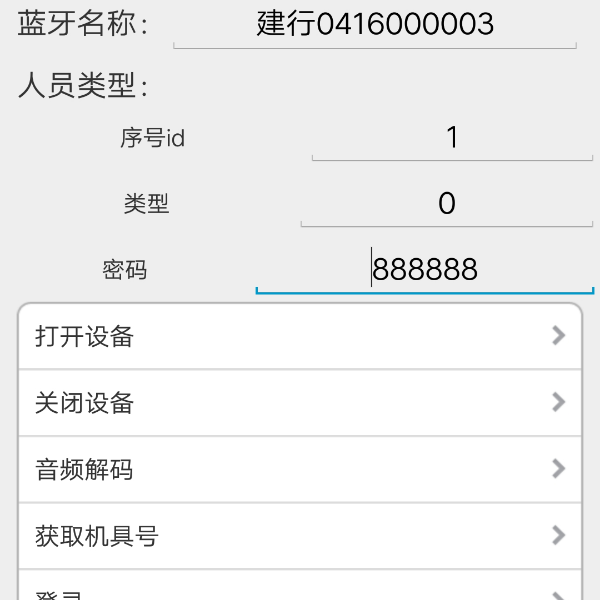 蓝牙名称: 建行0416000003
人员类型:
序号id 1
类型 0
密码 888888
打开设备
关闭设备
音频解码
获取机具号
登录